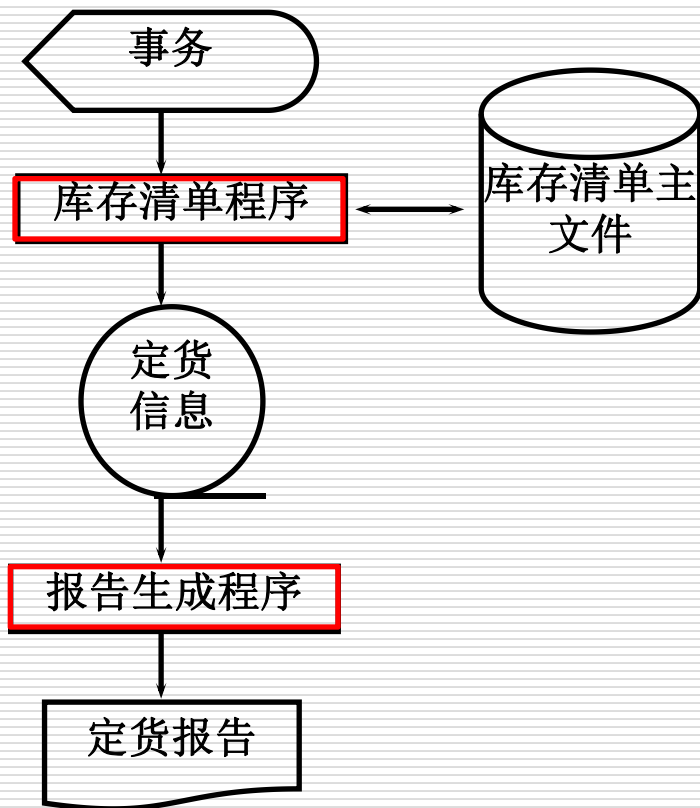 事务
库存清单程序
库存清单主
文件
定货
信息
报告生成程序
定货报告